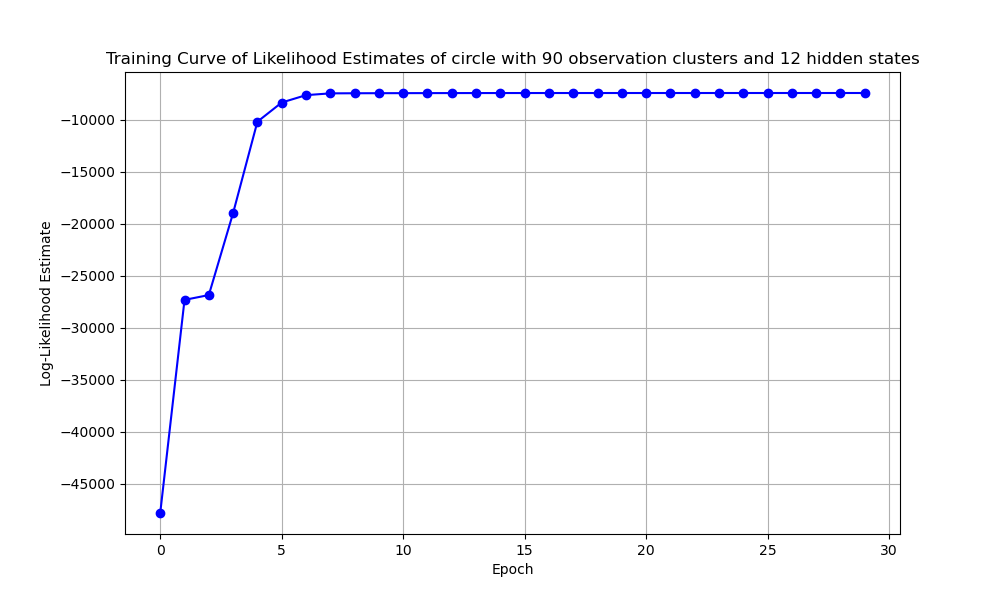 Training Curve of Likelihood Estimates of circle with 90 observation clusters and 12 hidden states
−10000
−15000
−20000
−25000
−30000
−35000
−40000
−45000
Log-Likelihood Estimate
0 5 10 15 20 25 30
Epoch